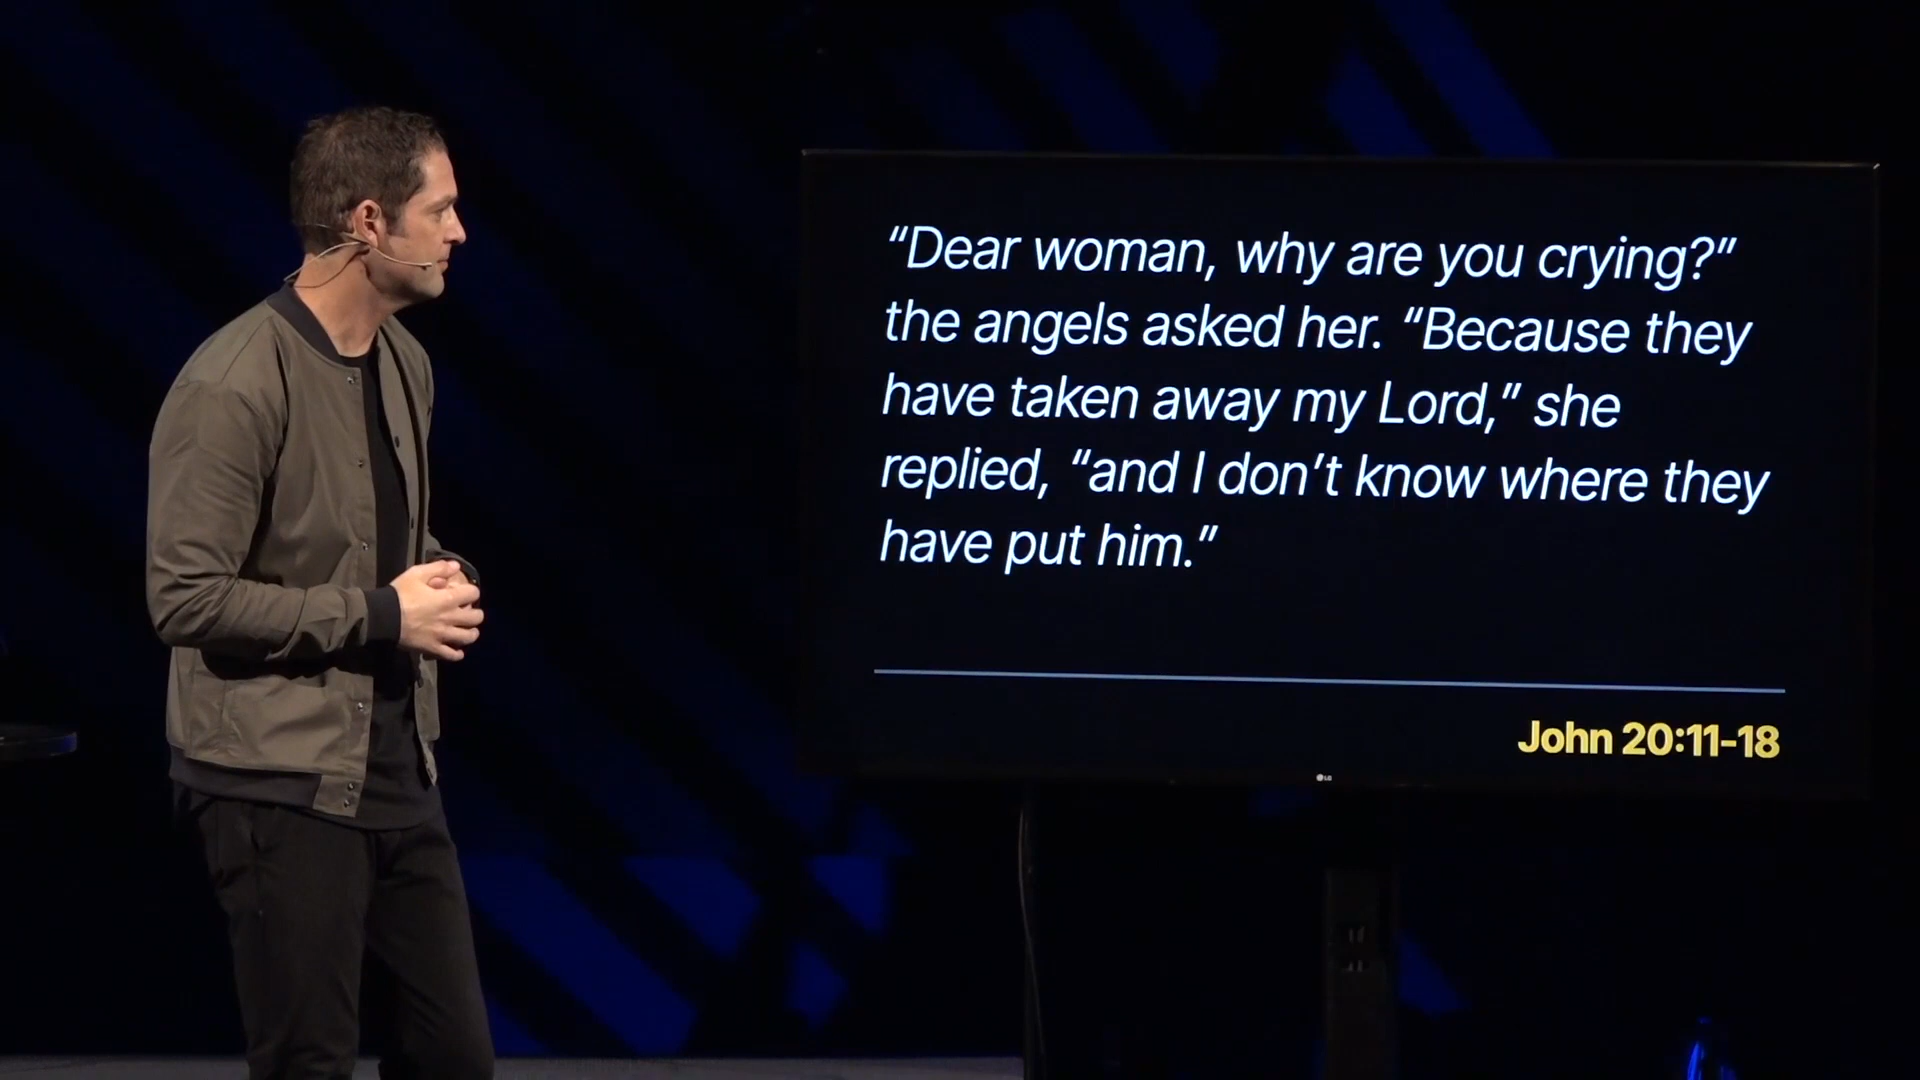 “Dear woman, why are you crying?”
the angels asked her. “Because they
have taken away my Lord,” she
replied, “and I don’t know where they
have put him.”
John 20:11-18
LG